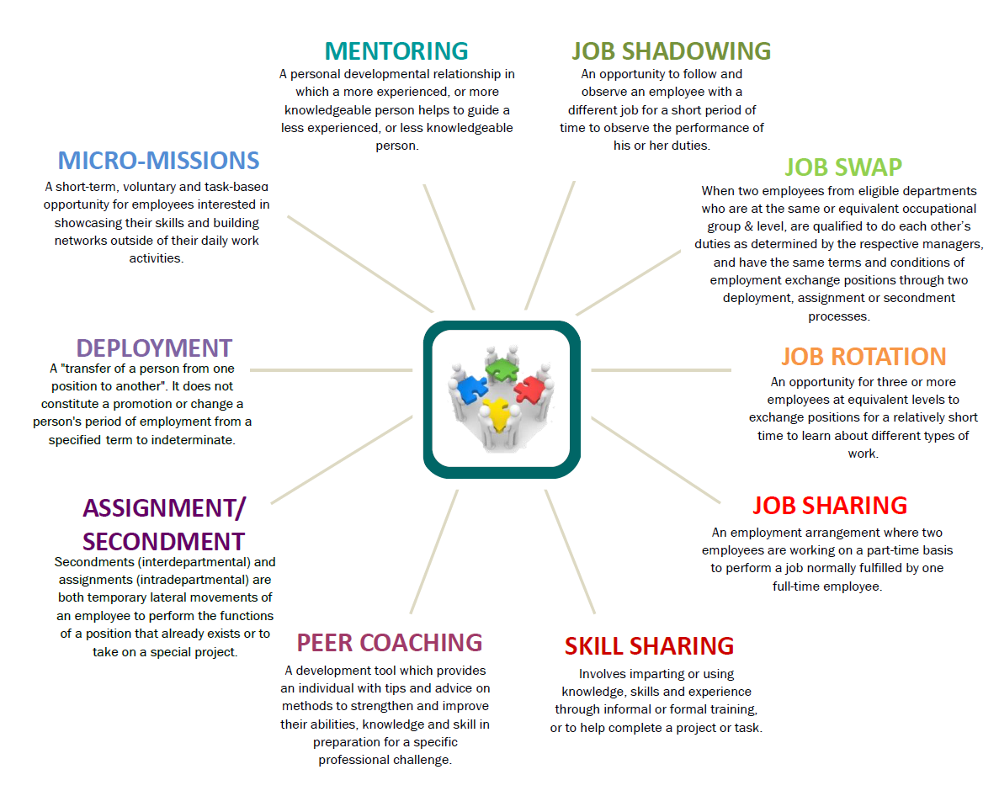 MENTORING
A personal developmental relationship in
which a more experienced, or more
knowledgeable person helps to guide a
less experienced, or less knowledgeable
person.
JOB SHADOWING
An opportunity to follow and
observe an employee with a
different job for a short period of
time to observe the performance of
his or her duties.
MICRO-MISSIONS
A short-term, voluntary and task-based
opportunity for employees interested in
showcasing their skills and building
networks outside of their daily work
activities.
JOB SWAP
When two employees from eligible departments
who are at the same or equivalent occupational
group & level, are qualified to do each other’s
duties as determined by the respective managers,
and have the same terms and conditions of
employment exchange positions through two
deployment, assignment or secondment
processes.
DEPLOYMENT
A "transfer of a person from one
position to another". It does not
constitute a promotion or change a
person's period of employment from a
specified term to indeterminate.
JOB ROTATION
An opportunity for three or more
employees at equivalent levels to
exchange positions for a relatively short
time to learn about different types of
work.
ASSIGNMENT/
SECONDMENT
Secondments (interdepartmental) and
assignments (intradepartmental) are
both temporary lateral movements of
an employee to perform the functions
of a position that already exists or to
take on a special project.
JOB SHARING
An employment arrangement where two
employees are working on a part-time basis
to perform a job normally fulfilled by one
full-time employee.
PEER COACHING
A development tool which provides
an individual with tips and advice on
methods to strengthen and improve
their abilities, knowledge and skill in
preparation for a specific
professional challenge.
SKILL SHARING
Involves imparting or using
knowledge, skills and experience
through informal or formal training,
or to help complete a project or task.